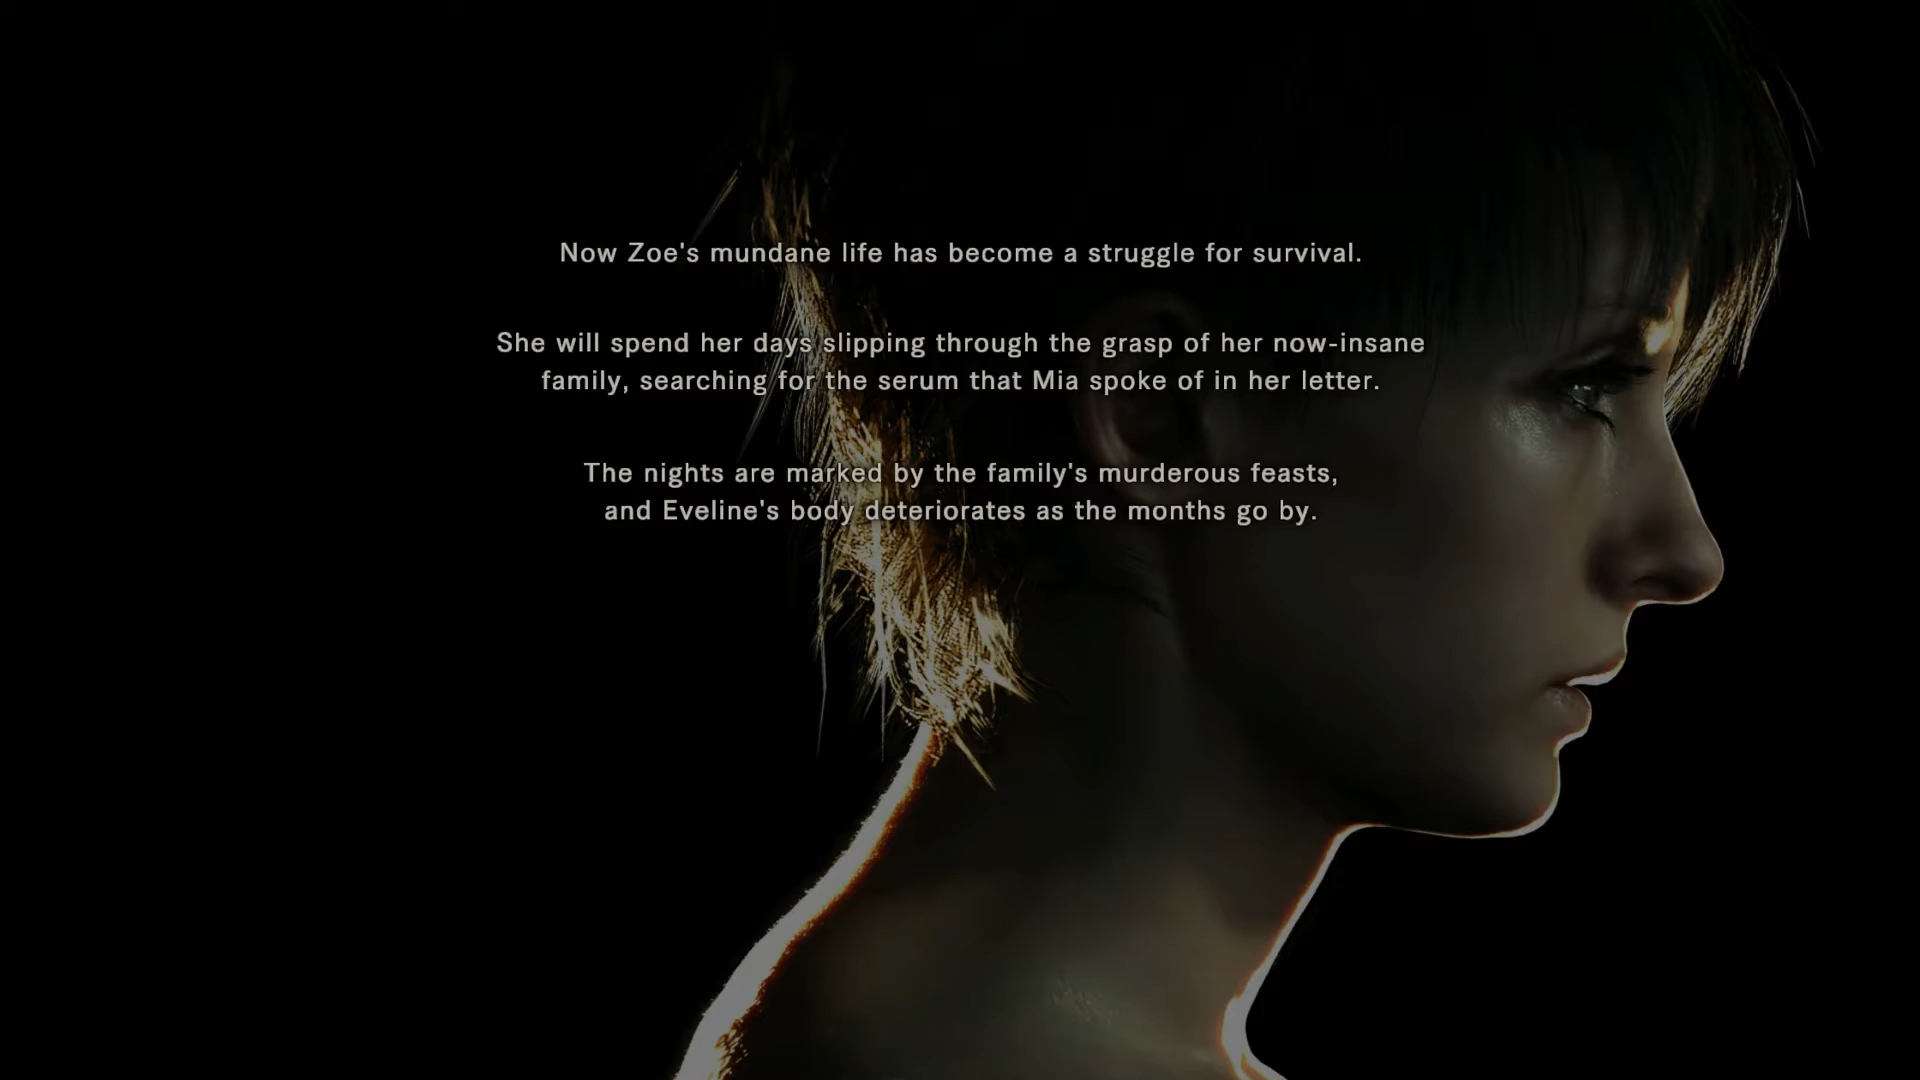 Now Zoe's mundane life has become a struggle for survival.
She will spend her days slipping through the grasp of her now-insane
family, searching for the serum that Mia spoke of in her letter.
The nights are marked by the family's murderous feasts,
and Eveline's body deteriorates as the months go by.